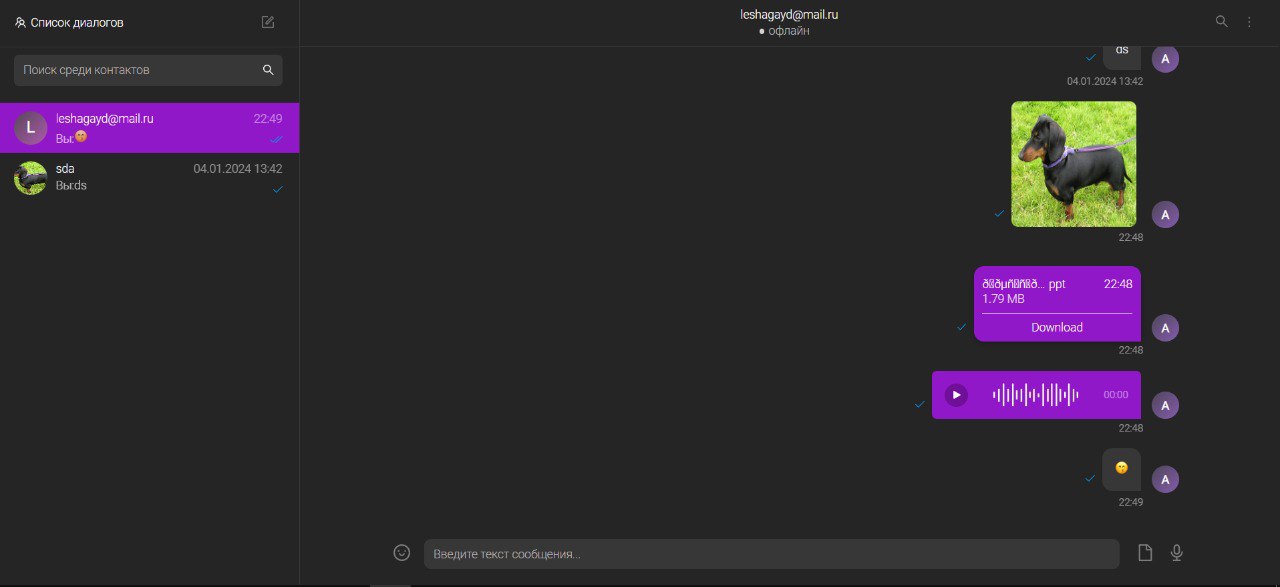 Список диалогов
Поиск среди контактов
leshagayd@mail.ru 22:49
L
Вы:😙
sda 04.01.2024 13:42
Вы:ds
leshagayd@mail.ru
офлайн
ds
A
04.01.2024 13:42
A
22:48
ppt 22:48
1.79 MB
Download
A
22:48
00:00
A
22:48
😙
A
22:49
Введите текст сообщения...